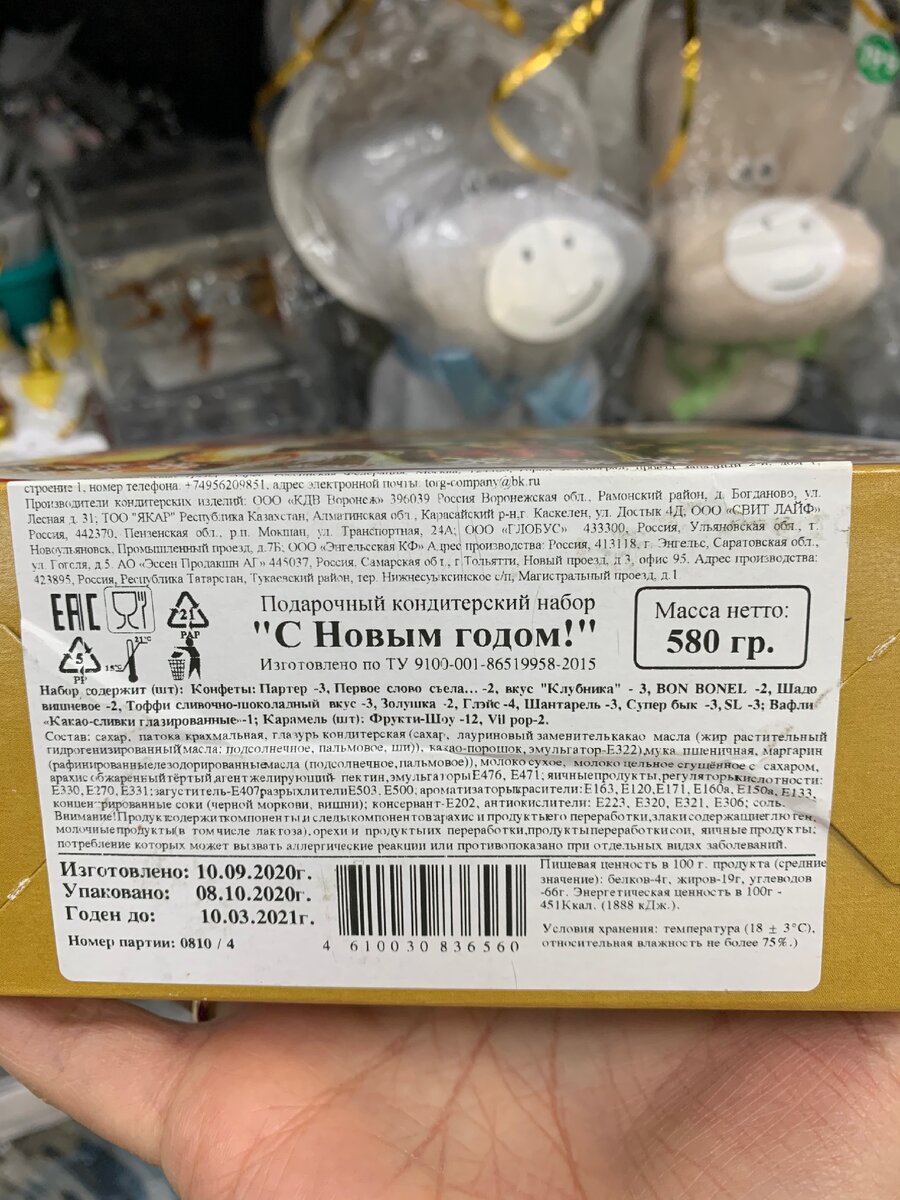 строение 1, номер телефона: +74956209851, адрес электронной почты: torg-company@bk.ru
Производители кондитерских изделий: ООО «КДВ Воронеж» 396039 Россия Воронежская обл., Рамонский район, д. Богданово, ул.
Лесная д. 31; ТОО "ЯКАР" Республика Казахстан, Алматинская обл., Карасайский р-н,г. Каскелен, ул. Достык 4Д, ООО «СВИТ ЛАЙФ»
Россия, 442370, Пензенская обл., р.п. Мокшан, ул. Транспортная, 24А; ООО «ГЛОБУС» 433300, Россия, Ульяновская обл., г.
Новоульяновск, Промышленный проезд, д.7Б; ООО «Энгельсская КФ» Адрес производства: Россия, 413118, г. Энгельс, Саратовская обл.,
ул. Гоголя, д.5. АО «Эссен Продакшн АГ» 445037, Россия, Самарская обл., г.Тольятти, Новый проезд, д.3, офис 95. Адрес производства:
423895, Россия, Республика Татарстан, Тукаевский район, тер. Нижнесуыксинское с/п, Магистральный проезд, д.1
EAC
21
PAP
5
PP
15°C
21°C
Подарочный кондитерский набор
"С Новым годом!"
Изготовлено по ТУ 9100-001-86519958-2015
Масса нетто:
580 гр.
Набор содержит (шт): Конфеты: Партер -3, Первое слово съела... -2, вкус "Клубника" - 3, BON BONEL -2, Шадо
вишневое -2, Тоффи сливочно-шоколадный вкус -3, Золушка -2, Глэйс -4, Шантарель -3, Супер бык -3, SL -3; Вафли
«Какао-сливки глазированные»-1; Карамель (шт): Фрукти-Шоу -12, Vil pop-2.
Состав: сахар, патока крахмальная, глазурь кондитерская (сахар, лауриновый заменитель какао масла (жир растительный
гидрогенизированный(масла: подсолнечное, пальмовое, ши)), какао-порошок, эмульгатор-Е322),мука пшеничная, маргарин
(рафинированные дезодорированные масла (подсолнечное, пальмовое)), молоко сухое, молоко цельное сгущённое с сахаром,
арахис обжаренный тёртый,агент желирующий- пектин,эмульгаторы Е476, Е471; яичные продукты, регуляторы кислотности:
Е330, Е270, Е331; загуститель-Е407 разрыхлители Е503, Е500; ароматизаторы красители: Е163, Е120,Е171, Е160а, Е150а, Е133,
концентрированные соки (черной моркови, вишни); консервант-Е202, антиокислители: Е223, Е320, Е321, Е306; соль.
Внимание!Продукт содержит компоненты и следы компонентов арахис и продукты его переработки, злаки содержащие глютен,
молочные продукты(в том числе лактоза), орехи и продукты их переработки, продукты переработки сои, яичные продукты;
потребление которых может вызвать аллергические реакции или противопоказано при отдельных видах заболеваний.
Изготовлено: 10.09.2020г.
Упаковано: 08.10.2020г.
Годен до: 10.03.2021г.
Номер партии: 0810 / 4
4 610030 836560
Пищевая ценность в 100 г. продукта (средние
значение): белков-4г, жиров-19г, углеводов
-66г. Энергетическая ценность в 100г -
451Ккал. (1888 кДж.).
Условия хранения: температура (18 ± 3°С),
относительная влажность не более 75%.)